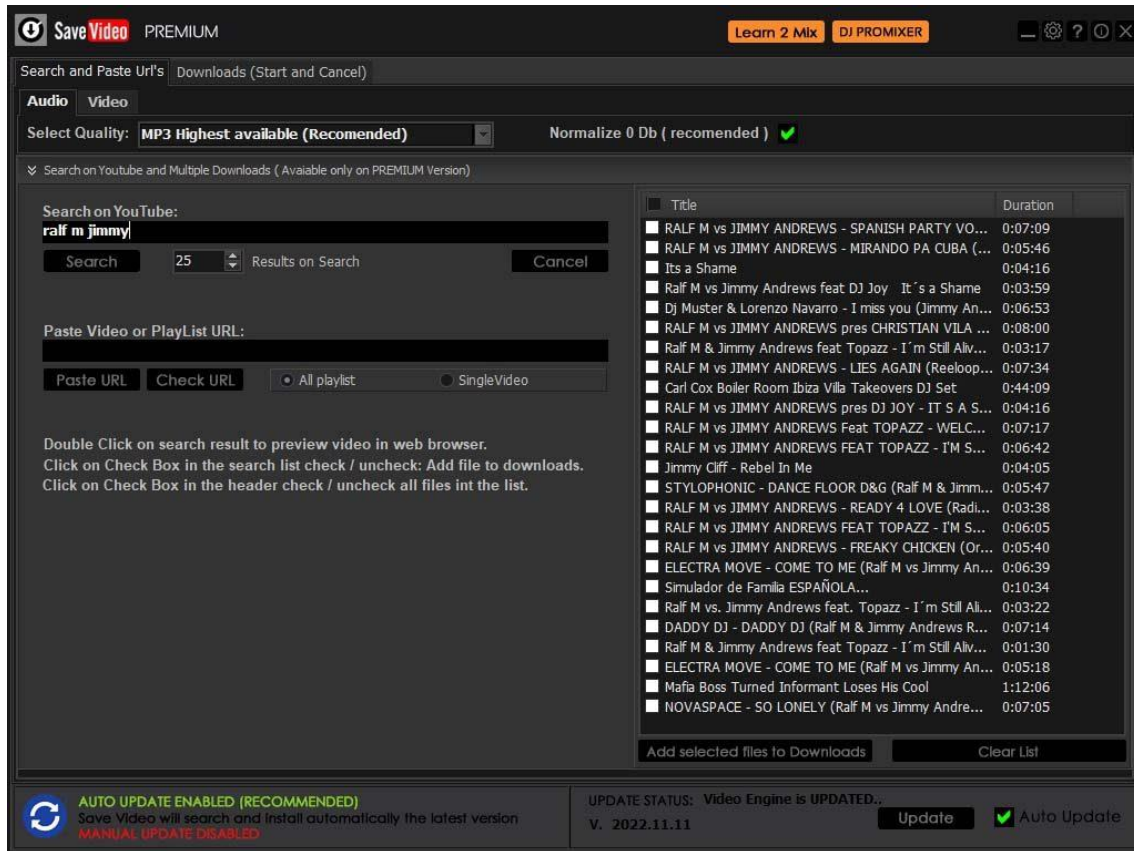 Save Video PREMIUM
Learn 2 Mix DJ PROMIXER
Search and Paste Url's Downloads (Start and Cancel)
Audio Video
Select Quality: MP3 Highest available (Recomended) Normalize 0 Db ( recomended )
Search on Youtube and Multiple Downloads ( Avaiable only on PREMIUM Version)
Search on YouTube:
ralf m jimmy
Search 25 Results on Search Cancel
Paste Video or PlayList URL:
Paste URL Check URL All playlist SingleVideo
Double Click on search result to preview video in web browser.
Click on Check Box in the search list check / uncheck: Add file to downloads.
Click on Check Box in the header check / uncheck all files int the list.
Title Duration
RALF M vs JIMMY ANDREWS - SPANISH PARTY VO... 0:07:09
RALF M vs JIMMY ANDREWS - MIRANDO PA CUBA (... 0:05:46
Its a Shame 0:04:16
Ralf M vs Jimmy Andrews feat DJ Joy It´s a Shame 0:03:59
Dj Muster & Lorenzo Navarro - I miss you (Jimmy An... 0:06:53
RALF M vs JIMMY ANDREWS pres CHRISTIAN VILA ... 0:08:00
Ralf M & Jimmy Andrews feat Topazz - I´m Still Aliv... 0:03:17
RALF M vs JIMMY ANDREWS - LIES AGAIN (Reeloop... 0:07:34
Carl Cox Boiler Room Ibiza Villa Takeovers DJ Set 0:44:09
RALF M vs JIMMY ANDREWS pres DJ JOY - IT S A S... 0:04:16
RALF M vs JIMMY ANDREWS Feat TOPAZZ - WELC... 0:07:17
RALF M vs JIMMY ANDREWS FEAT TOPAZZ - I'M S... 0:06:42
Jimmy Cliff - Rebel In Me 0:04:05
STYLOPHONIC - DANCE FLOOR D&G (Ralf M & Jimm... 0:05:47
RALF M vs JIMMY ANDREWS - READY 4 LOVE (Radi... 0:03:38
RALF M vs JIMMY ANDREWS FEAT TOPAZZ - I'M S... 0:06:05
RALF M vs JIMMY ANDREWS - FREAKY CHICKEN (Or... 0:05:40
ELECTRA MOVE - COME TO ME (Ralf M vs Jimmy An... 0:06:39
Simulador de Familia ESPAÑOLA... 0:10:34
Ralf M vs. Jimmy Andrews feat. Topazz - I´m Still Ali... 0:03:22
DADDY DJ - DADDY DJ (Ralf M & Jimmy Andrews R... 0:07:14
Ralf M & Jimmy Andrews feat Topazz - I´m Still Aliv... 0:01:30
ELECTRA MOVE - COME TO ME (Ralf M vs Jimmy An... 0:05:18
Mafia Boss Turned Informant Loses His Cool 1:12:06
NOVASPACE - SO LONELY (Ralf M vs Jimmy Andre... 0:07:05
Add selected files to Downloads Clear List
AUTO UPDATE ENABLED (RECOMMENDED)
Save Video will search and install automatically the latest version
MANUAL UPDATE DISABLED
UPDATE STATUS: Video Engine is UPDATED..
V. 2022.11.11 Update Auto Update